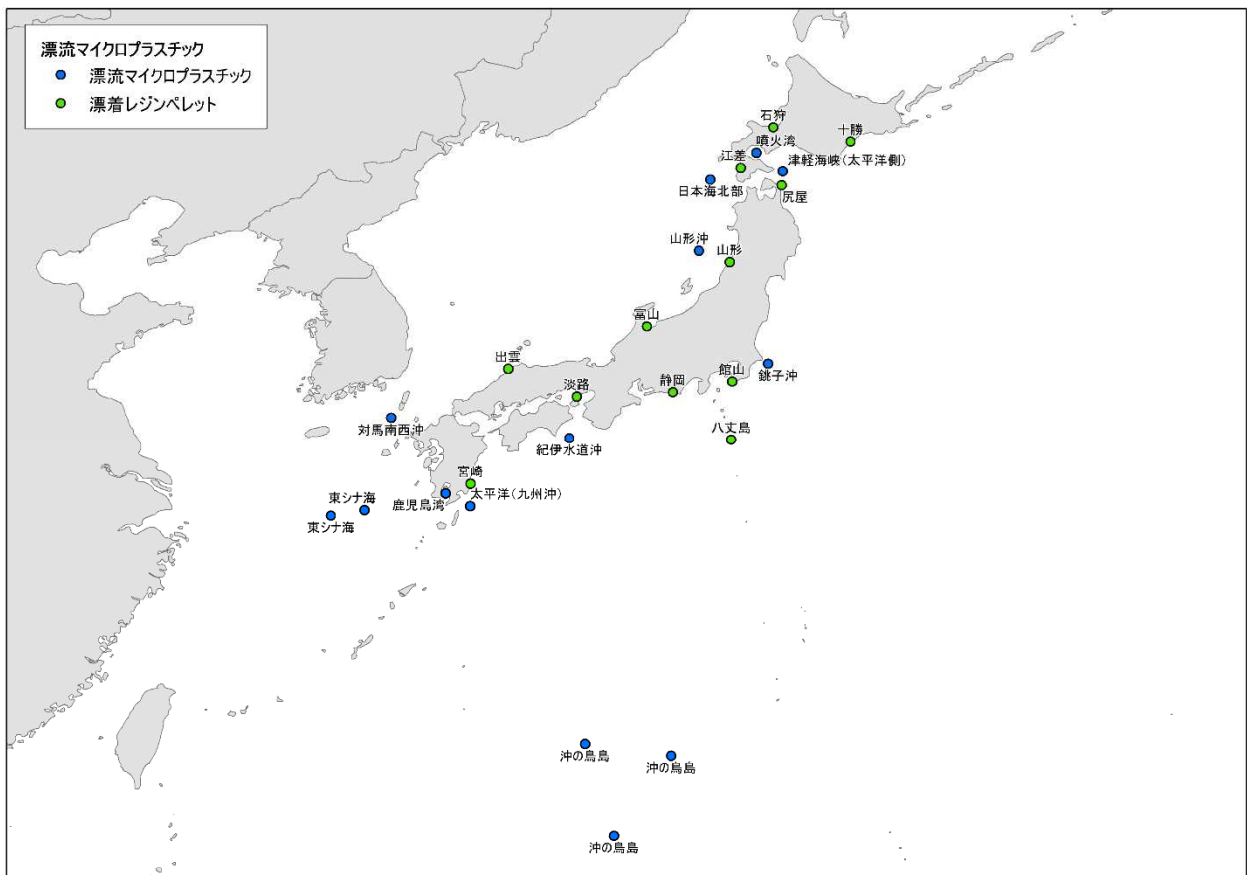 漂流マイクロプラスチック
漂流マイクロプラスチック
漂着レジンペレット
石狩
十勝
噴火湾
江差
津軽海峡(太平洋側)
日本海北部
尻屋
山形沖
山形
富山
出雲
館山
銚子沖
静岡
淡路
対馬南西沖
八丈島
紀伊水道沖
宮崎
太平洋(九州沖)
鹿児島湾
東シナ海
東シナ海
沖の鳥島
沖の鳥島
沖の鳥島